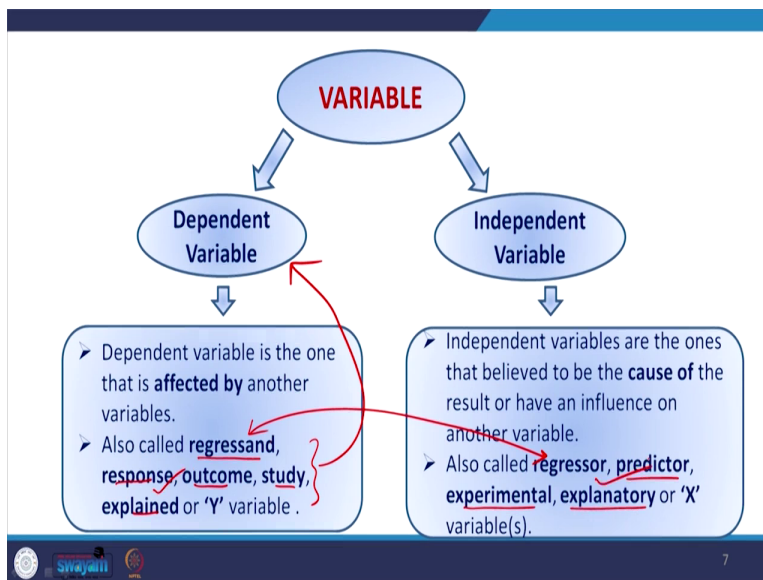 VARIABLE
Dependent
Variable
Independent
Variable
Dependent variable is the one
that is affected by another
variables.
Also called regressand,
response, outcome, study,
explained or ‘Y’ variable .
Independent variables are the ones
that believed to be the cause of the
result or have an influence on
another variable.
Also called regressor, predictor,
experimental, explanatory or ‘X’
variable(s).
swayam
7